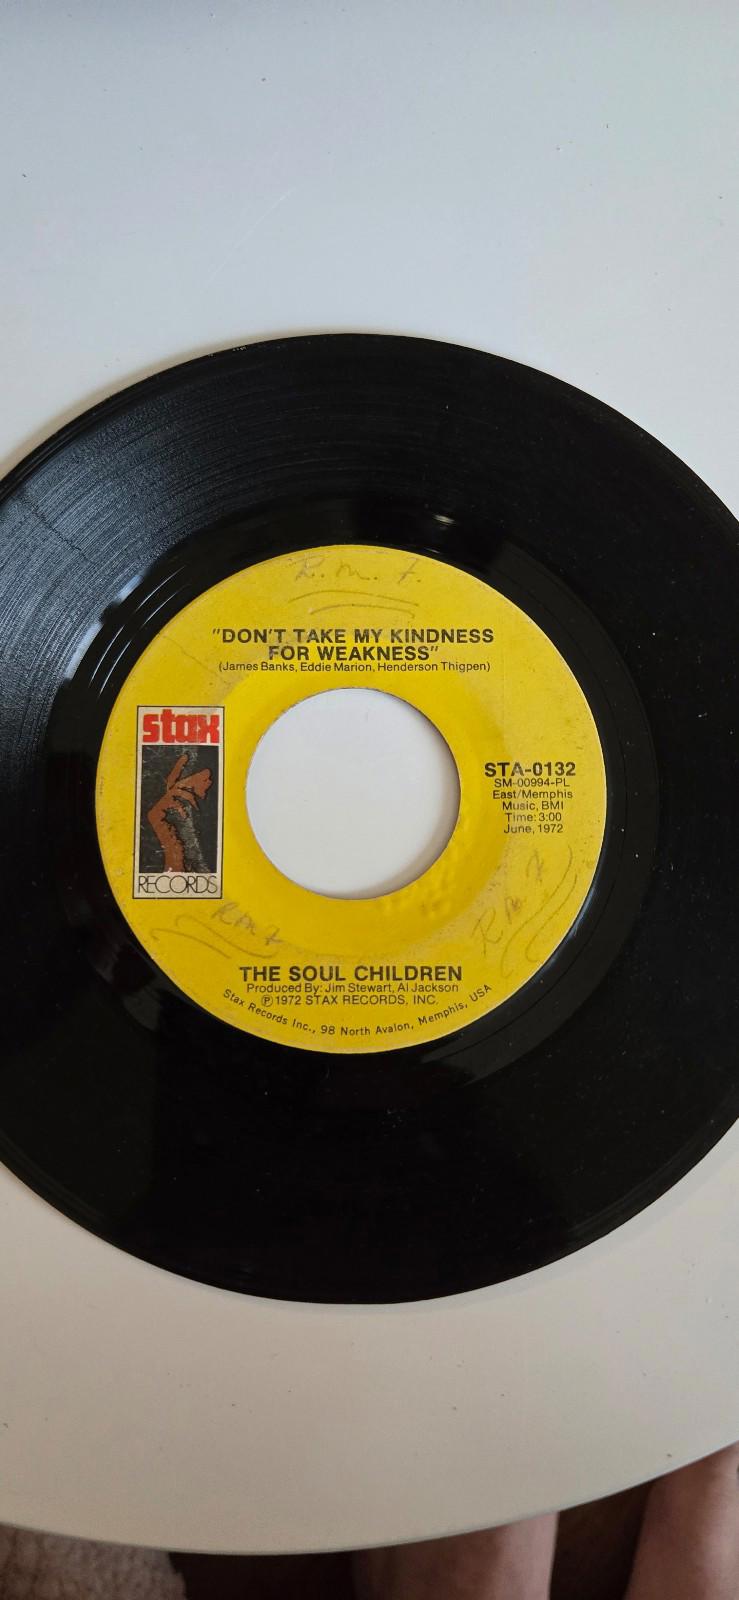 R.M.F.
"DON'T TAKE MY KINDNESS
FOR WEAKNESS"
(James Banks, Eddie Marion, Henderson Thigpen)
stax
RECORDS
STA-0132
SM-00994-PL
East/Memphis
Music, BMI
Time: 3:00
June, 1972
RMF
R.M.F
THE SOUL CHILDREN
Produced By: Jim Stewart, Al Jackson
℗1972 STAX RECORDS, INC.
Stax Records Inc., 98 North Avalon, Memphis, USA